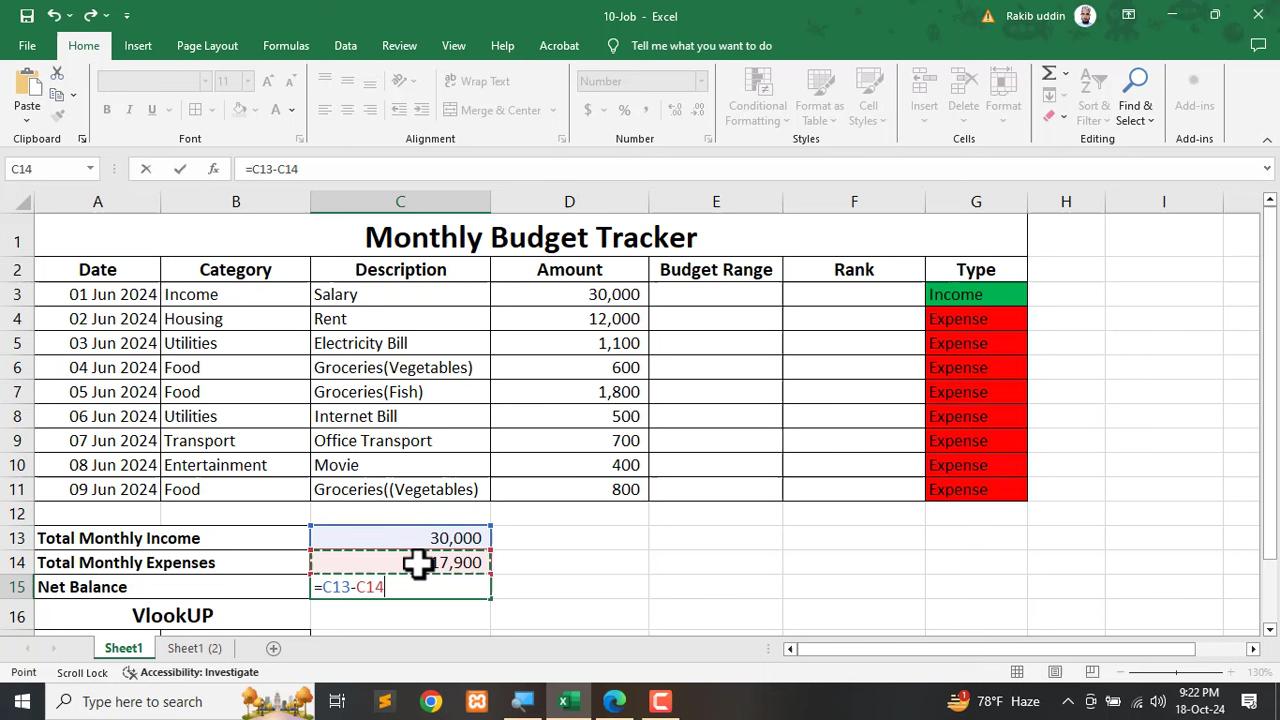 10-Job - Excel
Rakib uddin
File Home Insert Page Layout Formulas Data Review View Help Acrobat Tell me what you want to do
Paste
Clipboard
11
B I U
Font
Wrap Text
Merge & Center
Alignment
Number
$ % ,
Number
Conditional Formatting
Format as Table
Cell Styles
Styles
Insert Delete Format
Cells
Sort & Filter
Find & Select
Editing
Add-ins
Add-ins
C14 fx =C13-C14
A B C D E F G H I
1 Monthly Budget Tracker
2 Date Category Description Amount Budget Range Rank Type
3 01 Jun 2024 Income Salary 30,000 Income
4 02 Jun 2024 Housing Rent 12,000 Expense
5 03 Jun 2024 Utilities Electricity Bill 1,100 Expense
6 04 Jun 2024 Food Groceries(Vegetables) 600 Expense
7 05 Jun 2024 Food Groceries(Fish) 1,800 Expense
8 06 Jun 2024 Utilities Internet Bill 500 Expense
9 07 Jun 2024 Transport Office Transport 700 Expense
10 08 Jun 2024 Entertainment Movie 400 Expense
11 09 Jun 2024 Food Groceries((Vegetables) 800 Expense
12
13 Total Monthly Income 30,000
14 Total Monthly Expenses 17,900
15 Net Balance =C13-C14
16 VlookUP
Sheet1 Sheet1 (2)
Point Scroll Lock Accessibility: Investigate 130%
Type here to search
78°F Haze
9:22 PM
18-Oct-24